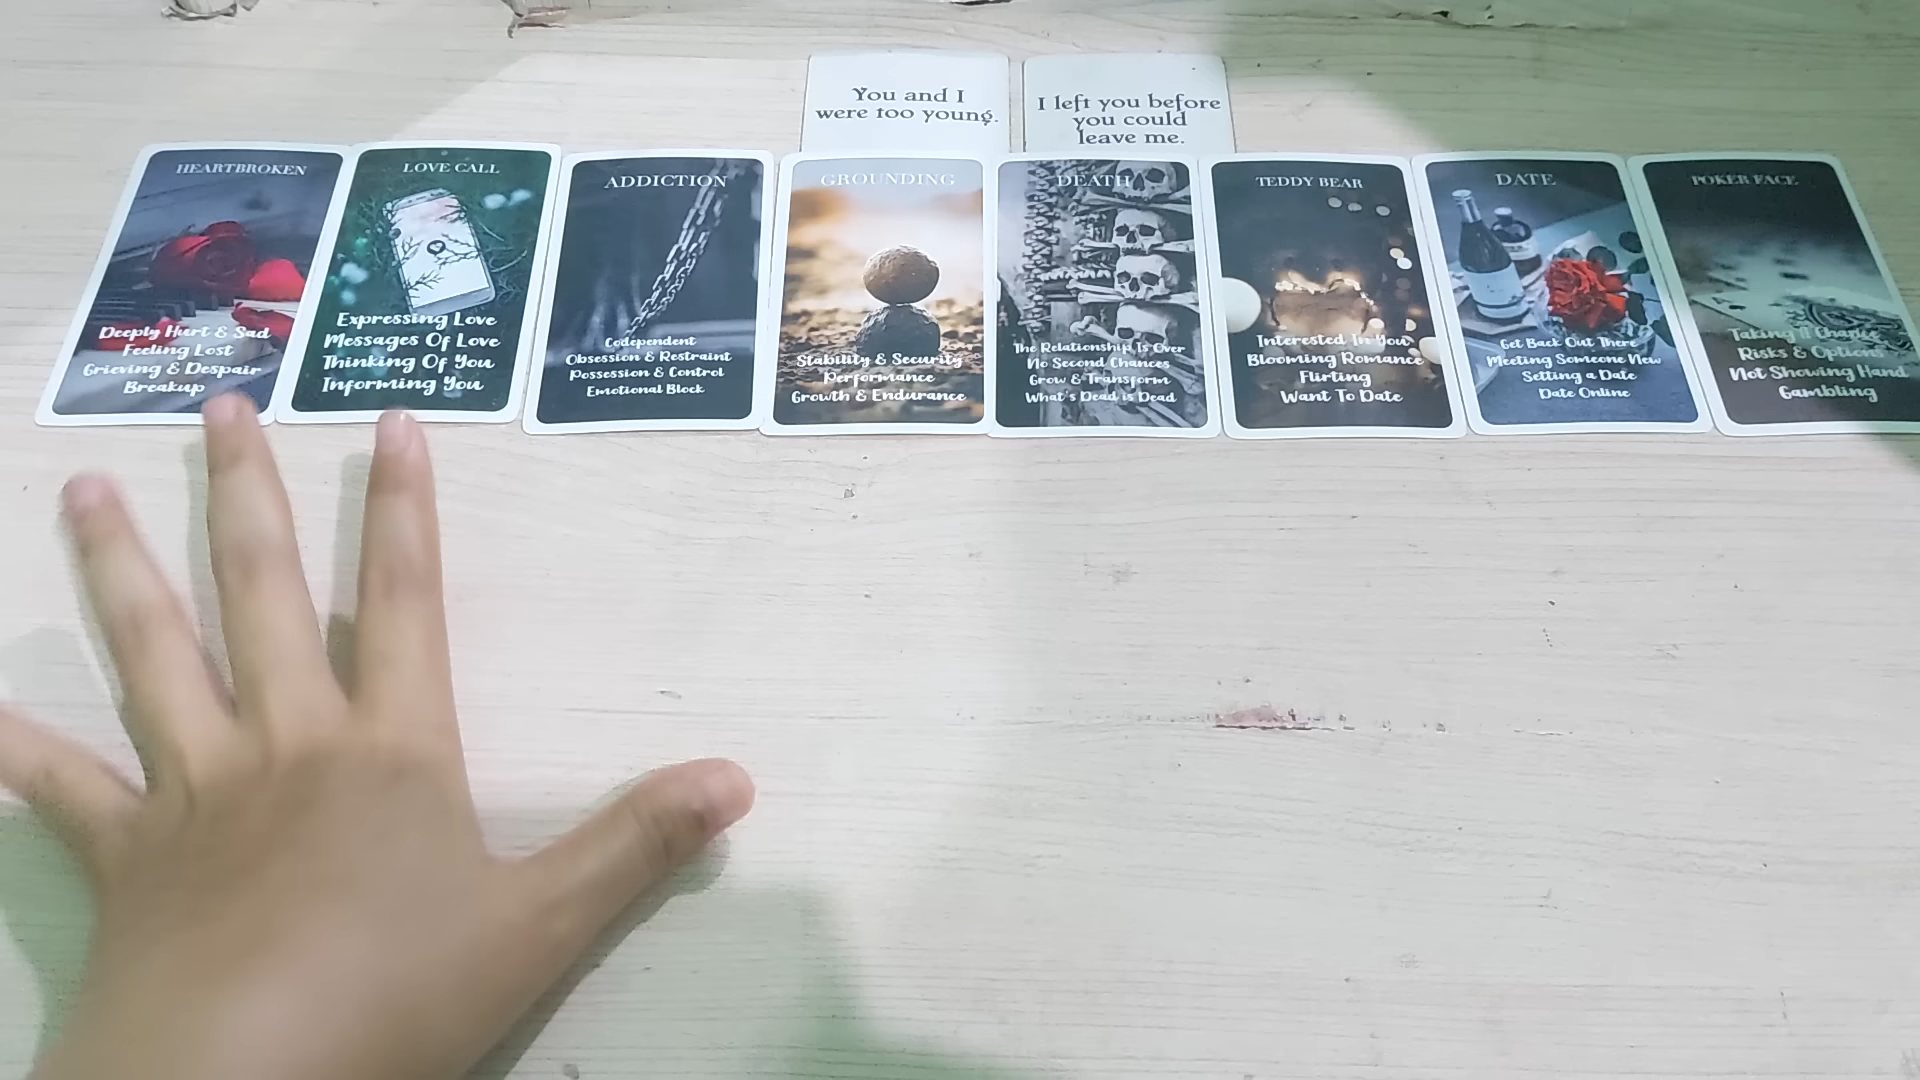 You and I
were too young.
I left you before
you could
leave me.
HEARTBROKEN
Deeply Hurt & Sad
Feeling Lost
Grieving & Despair
Breakup
LOVE CALL
Expressing Love
Messages Of Love
Thinking Of You
Informing You
ADDICTION
Codependent
Obsession & Restraint
Possession & Control
Emotional Block
GROUNDING
Stability & Security
Performance
Growth & Endurance
DEATH
The Relationship Is Over
No Second Chances
Grow & Transform
What's Dead is Dead
TEDDY BEAR
Interested In You
Blooming Romance
Flirting
Want To Date
DATE
Get Back Out There
Meeting Someone New
Setting a Date
Date Online
POKER FACE
Taking A Chance
Risks & Options
Not Showing Hand
Gambling